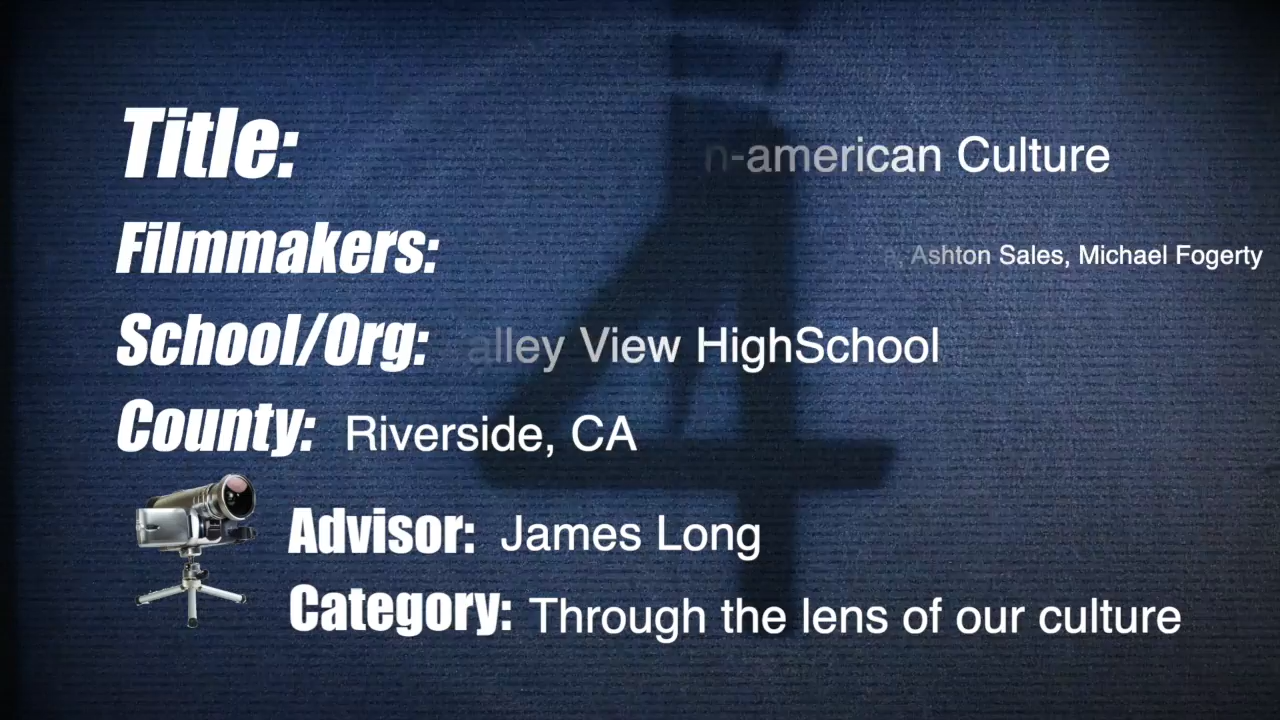 Title: n-american Culture
Filmmakers: , Ashton Sales, Michael Fogerty
School/Org: alley View HighSchool
County: Riverside, CA
Advisor: James Long
Category: Through the lens of our culture
4